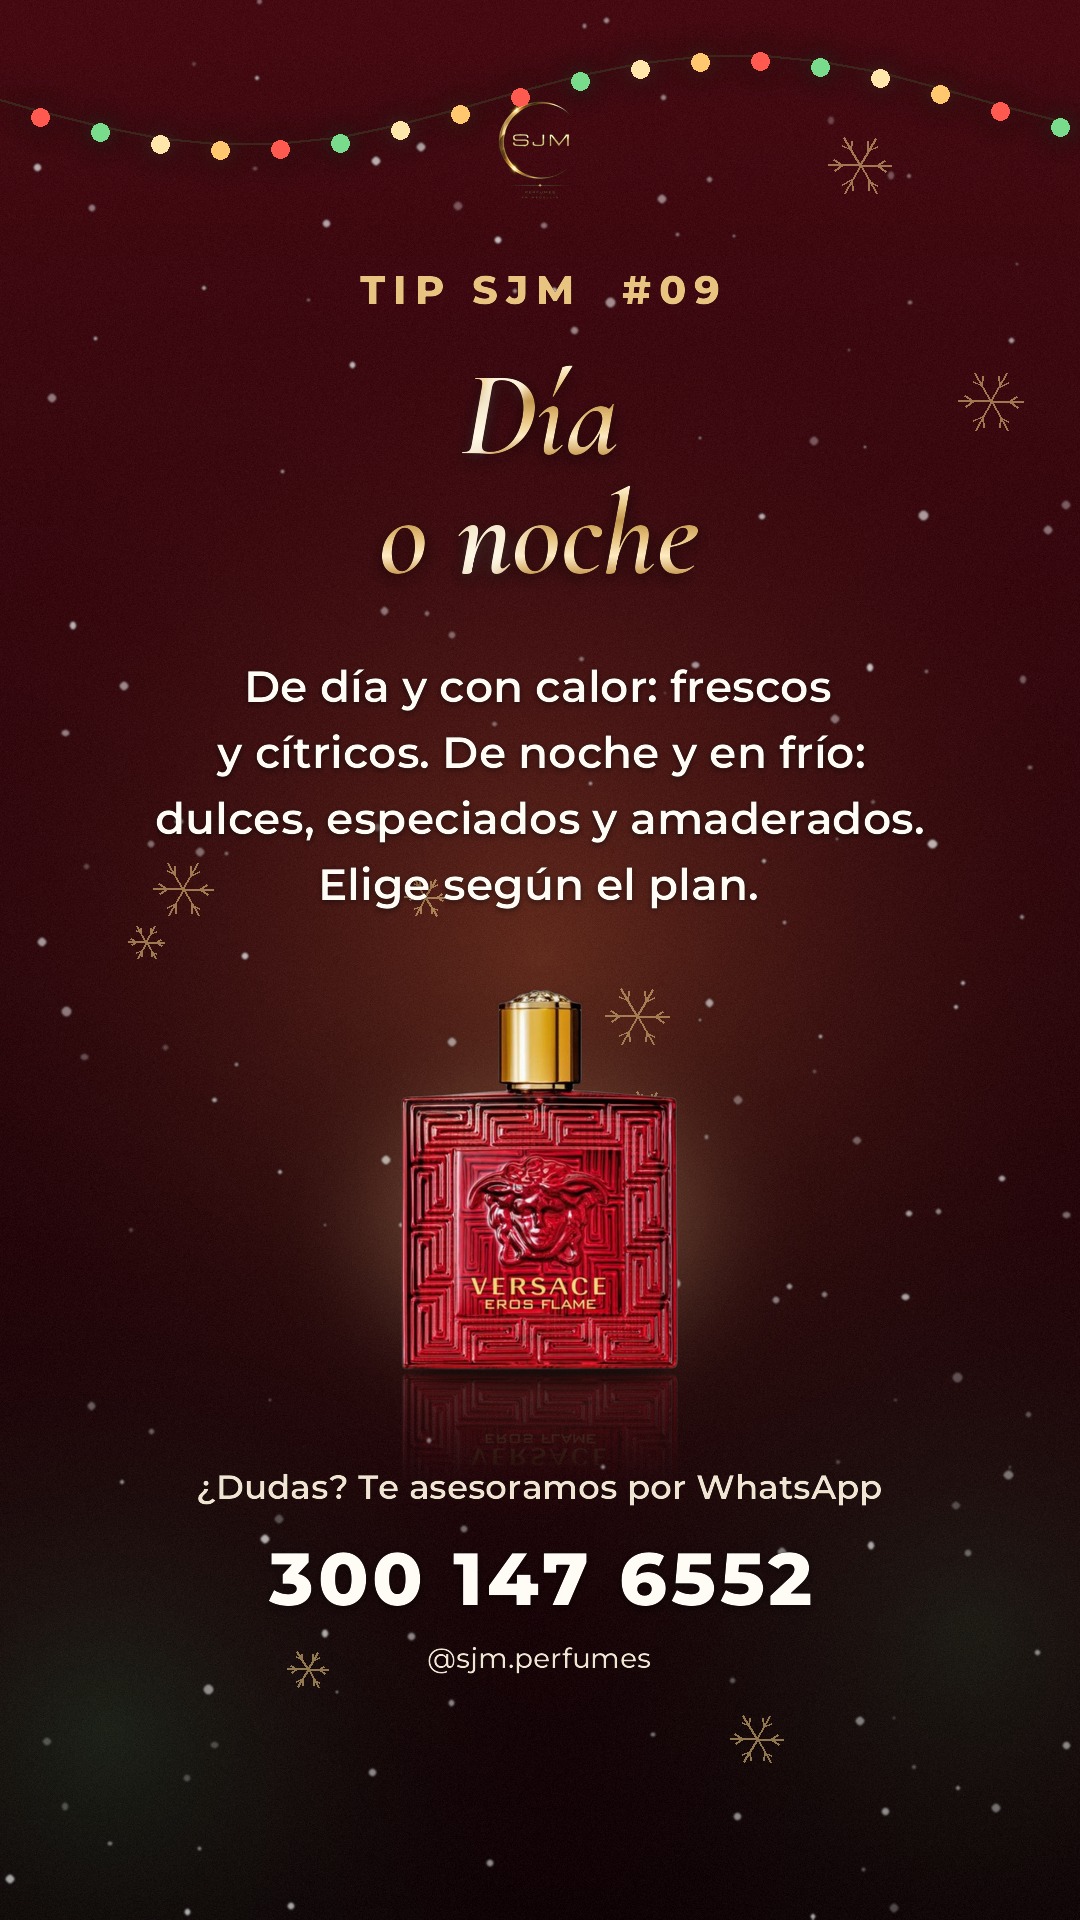 SJM
TIP SJM #09
Día
o noche
De día y con calor: frescos
y cítricos. De noche y en frío:
dulces, especiados y amaderados.
Elige según el plan.
VERSACE
EROS FLAME
¿Dudas? Te asesoramos por WhatsApp
300 147 6552
@sjm.perfumes